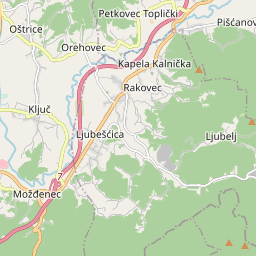 Petkovec Toplički
Oštrice
Pišćanov
Orehovec
Kapela Kalnička
Rakovec
Ključ
Ljubešćica
Ljubelj
7
Možđenec